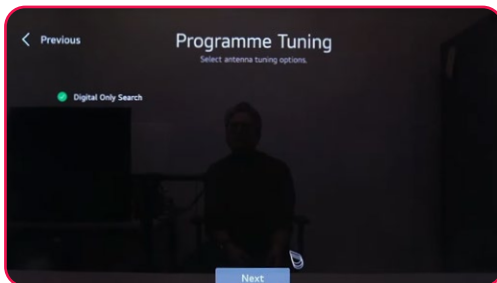 Previous
Programme Tuning
Select antenna tuning options.
Digital Only Search
Next